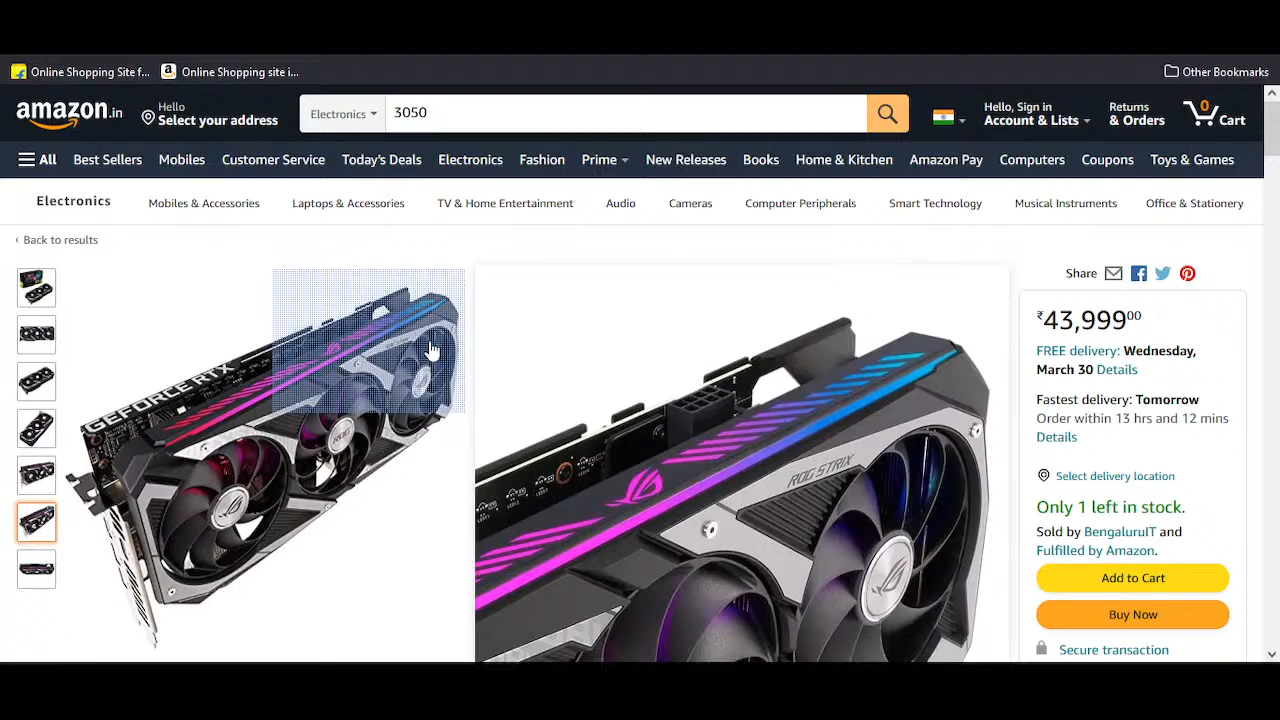 Online Shopping Site f...
Online Shopping site i...
Other Bookmarks
amazon.in
Hello
Select your address
Electronics
3050
Hello, Sign in
Account & Lists
Returns
& Orders
0
Cart
All
Best Sellers
Mobiles
Customer Service
Today's Deals
Electronics
Fashion
Prime
New Releases
Books
Home & Kitchen
Amazon Pay
Computers
Coupons
Toys & Games
Electronics
Mobiles & Accessories
Laptops & Accessories
TV & Home Entertainment
Audio
Cameras
Computer Peripherals
Smart Technology
Musical Instruments
Office & Stationery
‹ Back to results
GEFORCE RTX
ROG STRIX
Share
₹43,99900
FREE delivery: Wednesday,
March 30 Details
Fastest delivery: Tomorrow
Order within 13 hrs and 12 mins
Details
Select delivery location
Only 1 left in stock.
Sold by BengaluruIT and
Fulfilled by Amazon.
Add to Cart
Buy Now
Secure transaction